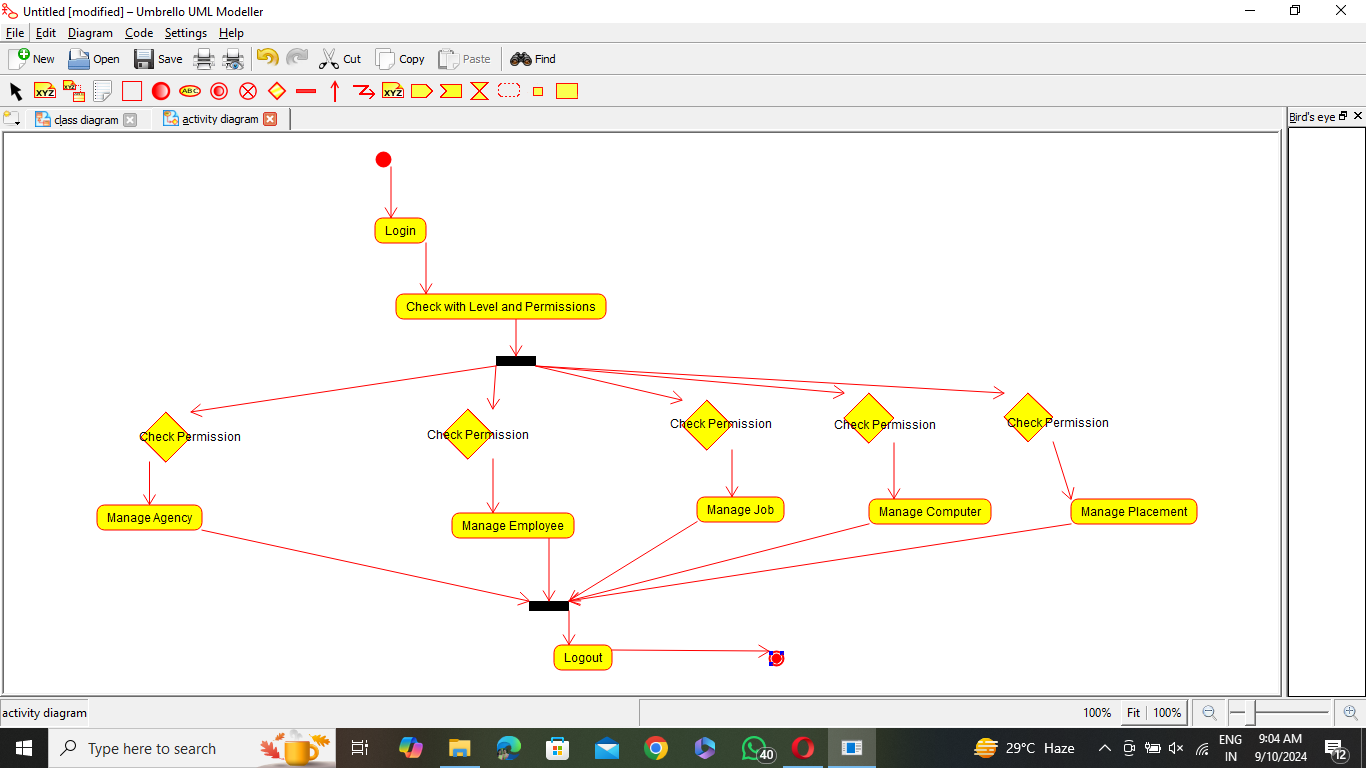 Untitled [modified] – Umbrello UML Modeller
File Edit Diagram Code Settings Help
New Open Save Cut Copy Paste Find
XYZ XYZ ABC XYZ
class diagram activity diagram Bird's eye
Login
Check with Level and Permissions
Check Permission Check Permission Check Permission Check Permission Check Permission
Manage Agency Manage Employee Manage Job Manage Computer Manage Placement
Logout
activity diagram 100% Fit 100%
Type here to search 40 29°C Haze ENG 9:04 AM
IN 9/10/2024 12